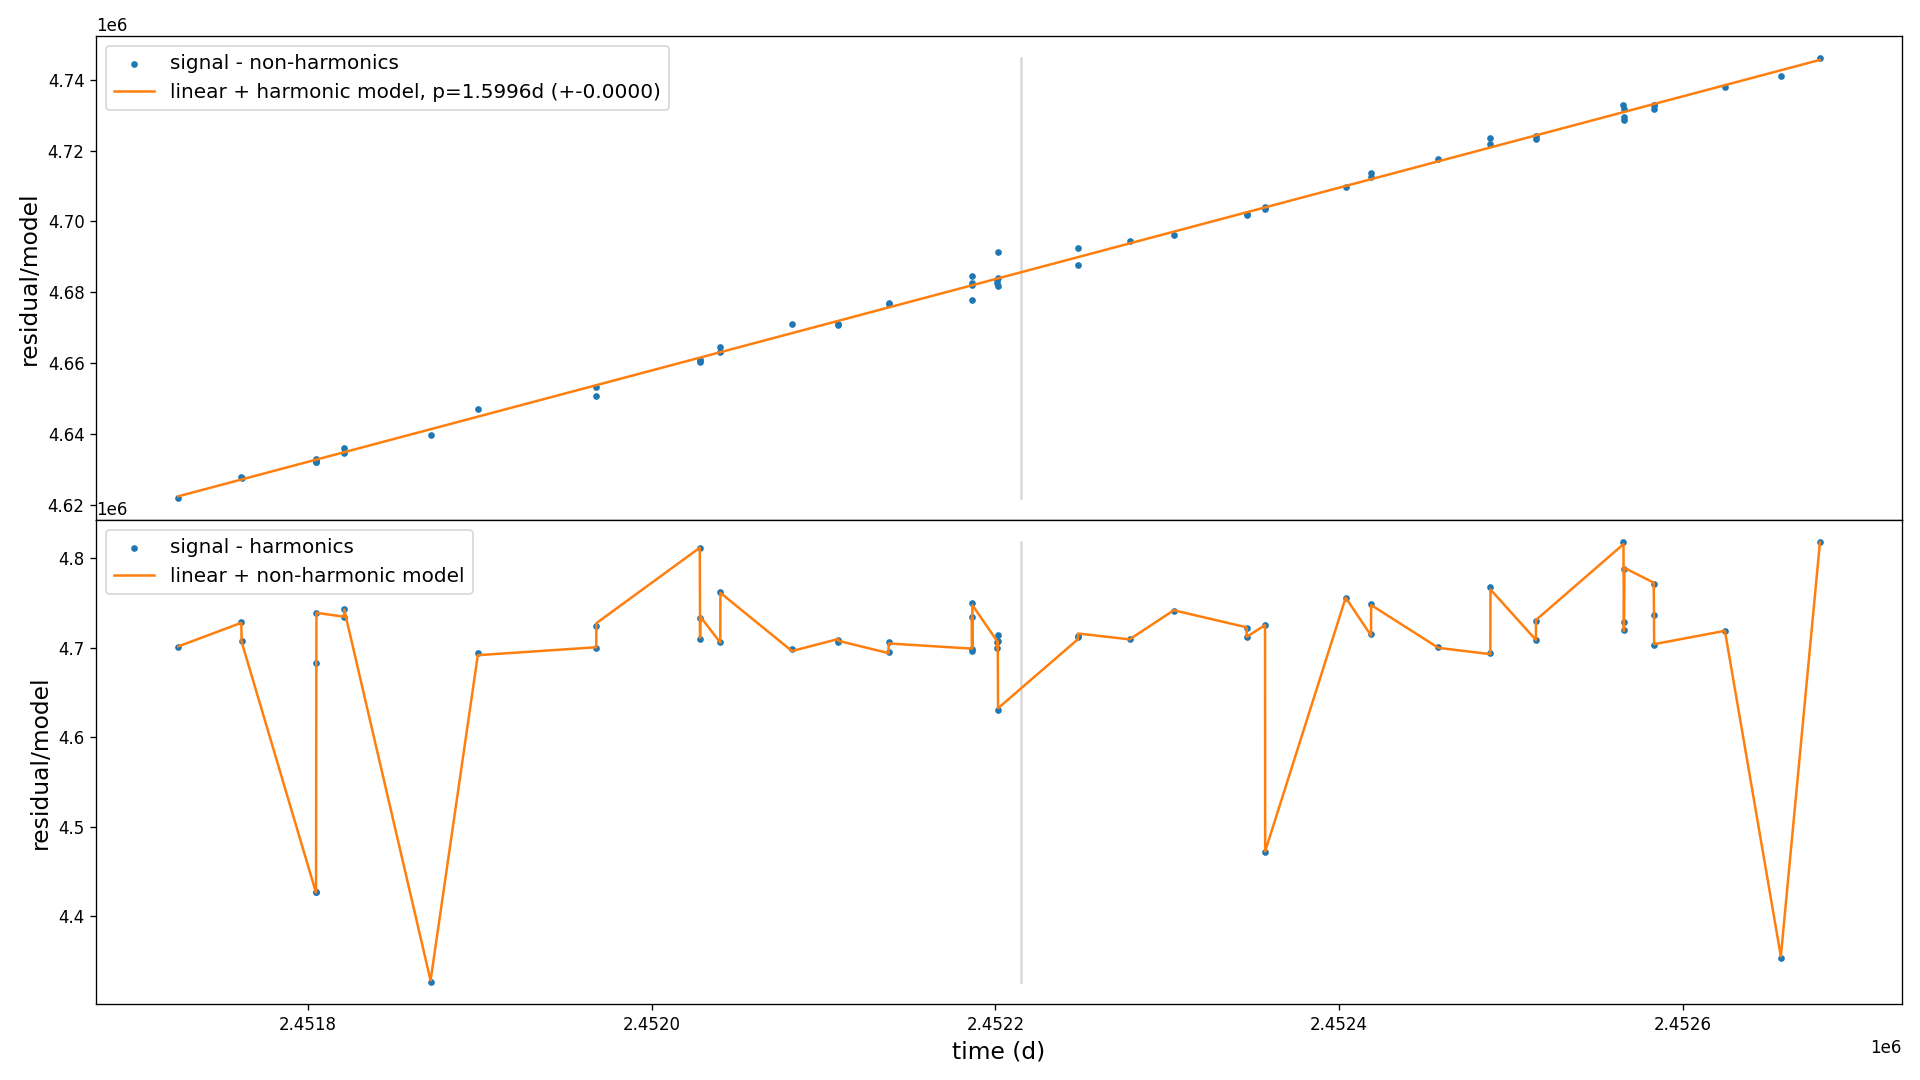 1e6
signal - non-harmonics
linear + harmonic model, p=1.5996d (+-0.0000)
4.74
4.72
4.70
4.68
4.66
4.64
4.62
residual/model
1e6
signal - harmonics
linear + non-harmonic model
4.8
4.7
4.6
4.5
4.4
residual/model
2.4518
2.4520
2.4522
2.4524
2.4526
time (d)
1e6